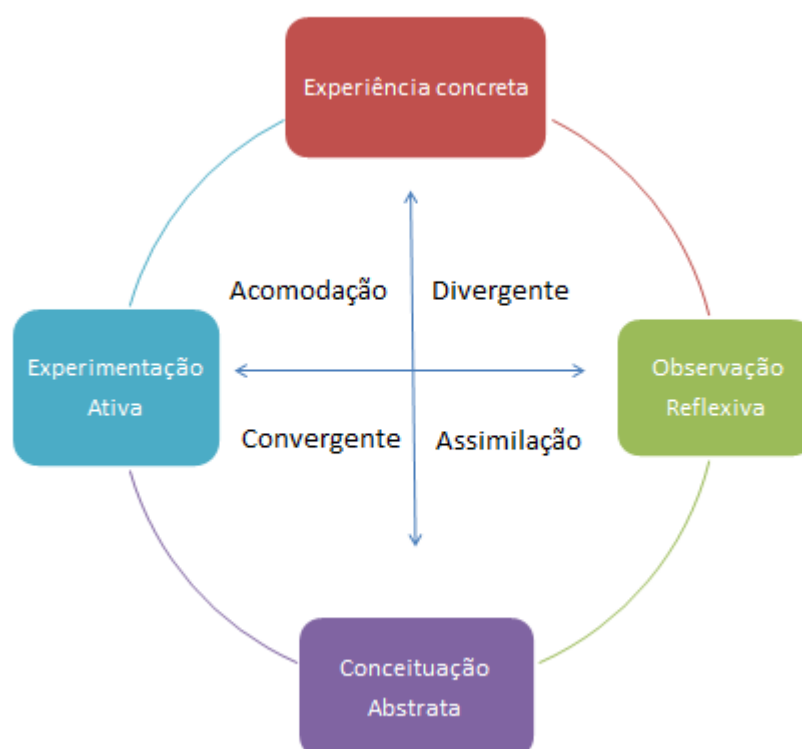 Experiência concreta
Acomodação
Divergente
Experimentação
Ativa
Observação
Reflexiva
Convergente
Assimilação
Conceituação
Abstrata